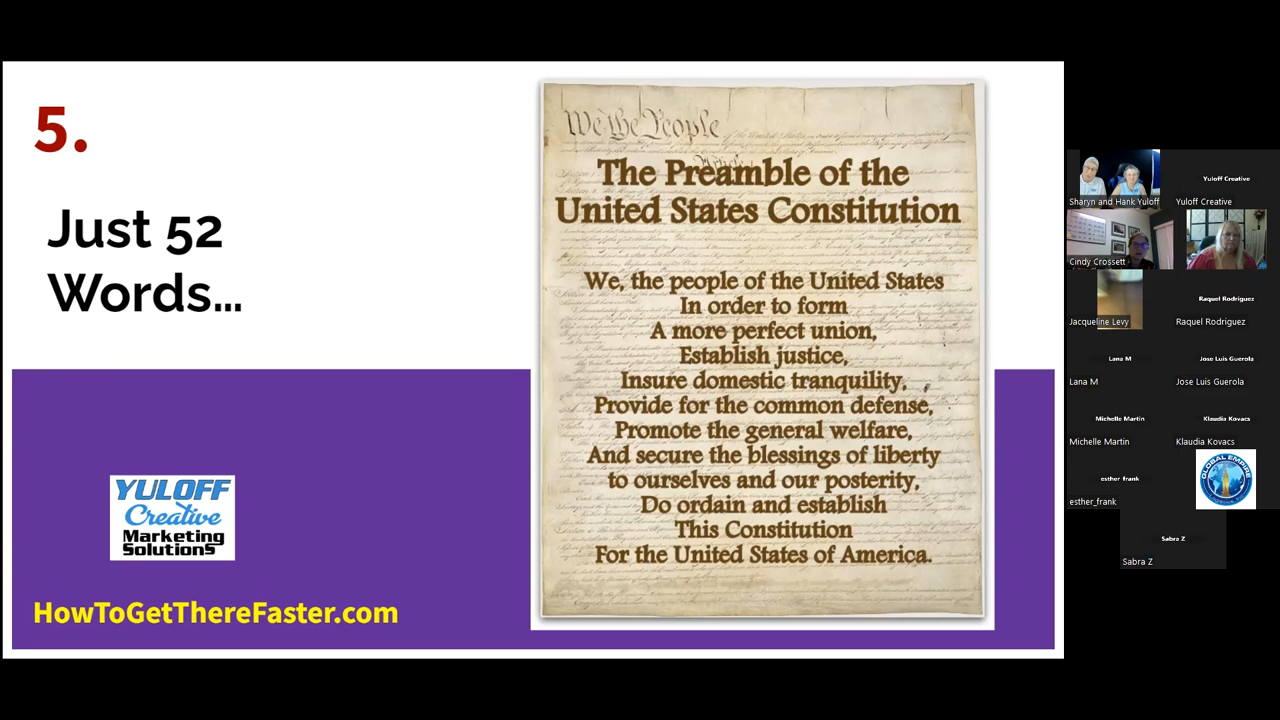 5.
Just 52
Words...
YULOFF
Creative
Marketing
Solutions
HowToGetThereFaster.com
We the People
The Preamble of the
United States Constitution
We, the people of the United States
In order to form
A more perfect union,
Establish justice,
Insure domestic tranquility,
Provide for the common defense,
Promote the general welfare,
And secure the blessings of liberty
to ourselves and our posterity,
Do ordain and establish
This Constitution
For the United States of America.
Sharyn and Hank Yuloff
Yuloff Creative
Yuloff Creative
Cindy Crossett
Jacqueline Levy
Raquel Rodriguez
Raquel Rodriguez
Lana M
Lana M
Jose Luis Guerola
Jose Luis Guerola
Michelle Martin
Michelle Martin
Klaudia Kovacs
Klaudia Kovacs
esther_frank
esther_frank
GLOBAL EMPIRE
Sabra Z
Sabra Z